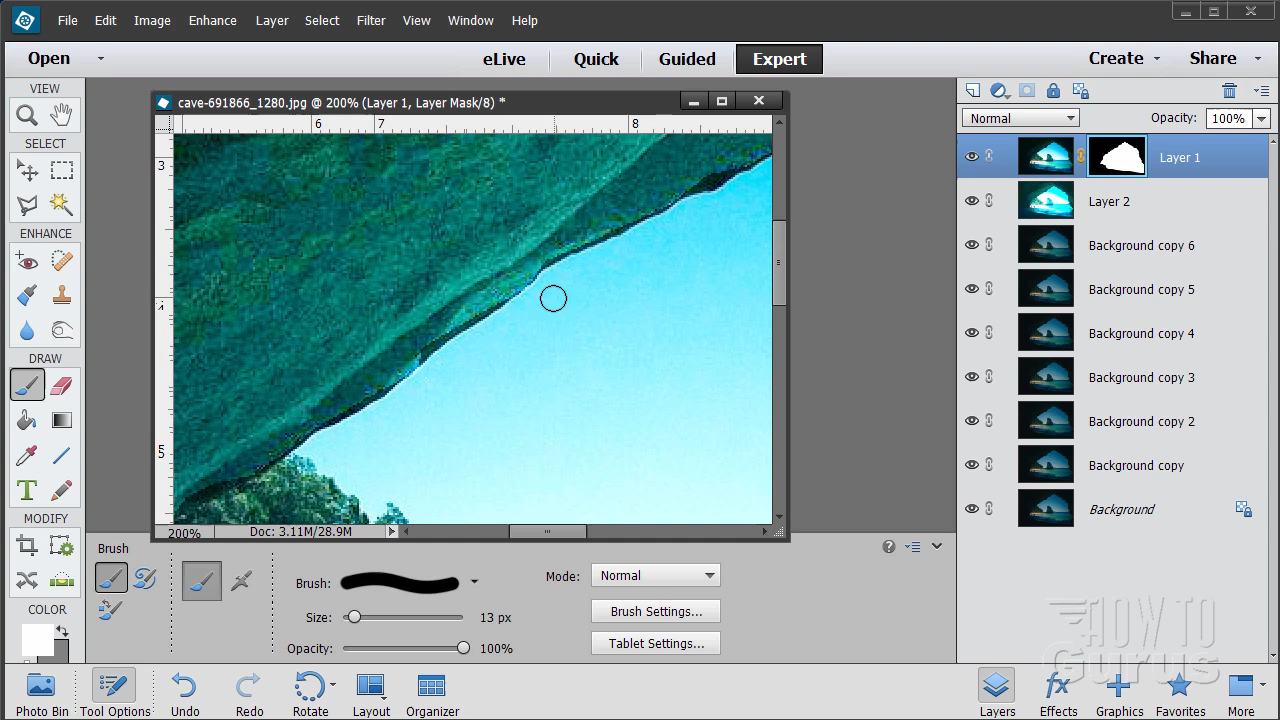 File Edit Image Enhance Layer Select Filter View Window Help
Open eLive Quick Guided Expert Create Share
VIEW
SELECT
ENHANCE
DRAW
MODIFY
COLOR
cave-691866_1280.jpg @ 200% (Layer 1, Layer Mask/8) *
6 7 8
3
4
5
200% Doc: 3.11M/28.9M
Normal Opacity: 100%
Layer 1
Layer 2
Background copy 6
Background copy 5
Background copy 4
Background copy 3
Background copy 2
Background copy
Background
Brush
Brush: Mode: Normal
Size: 13 px Brush Settings...
Opacity: 100% Tablet Settings...
HOW TO
Gurus
Photo Bin Tool Options Undo Redo Rotate Layout Organizer Layers Effects Graphics Favorites More